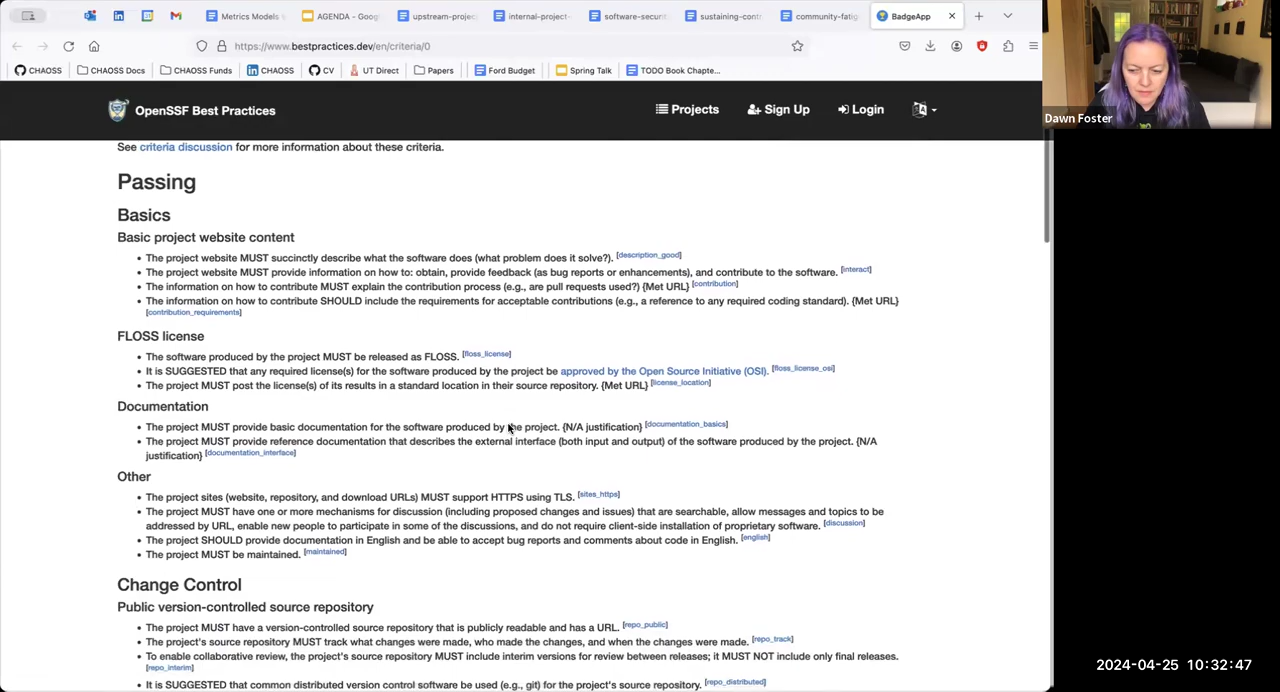 Metrics Models
AGENDA - Goog
upstream-projec
internal-project-
software-securi
sustaining-contr
community-fatig
BadgeApp
https://www.bestpractices.dev/en/criteria/0
CHAOSS
CHAOSS Docs
CHAOSS Funds
CHAOSS
CV
UT Direct
Papers
Ford Budget
Spring Talk
TODO Book Chapte...
Dawn Foster
OpenSSF Best Practices
Projects
Sign Up
Login
See criteria discussion for more information about these criteria.
Passing
Basics
Basic project website content
• The project website MUST succinctly describe what the software does (what problem does it solve?). [description_good]
• The project website MUST provide information on how to: obtain, provide feedback (as bug reports or enhancements), and contribute to the software. [interact]
• The information on how to contribute MUST explain the contribution process (e.g., are pull requests used?) {Met URL} [contribution]
• The information on how to contribute SHOULD include the requirements for acceptable contributions (e.g., a reference to any required coding standard). {Met URL}
[contribution_requirements]
FLOSS license
• The software produced by the project MUST be released as FLOSS. [floss_license]
• It is SUGGESTED that any required license(s) for the software produced by the project be approved by the Open Source Initiative (OSI). [floss_license_osi]
• The project MUST post the license(s) of its results in a standard location in their source repository. {Met URL} [license_location]
Documentation
• The project MUST provide basic documentation for the software produced by the project. {N/A justification} [documentation_basics]
• The project MUST provide reference documentation that describes the external interface (both input and output) of the software produced by the project. {N/A
justification} [documentation_interface]
Other
• The project sites (website, repository, and download URLs) MUST support HTTPS using TLS. [sites_https]
• The project MUST have one or more mechanisms for discussion (including proposed changes and issues) that are searchable, allow messages and topics to be
addressed by URL, enable new people to participate in some of the discussions, and do not require client-side installation of proprietary software. [discussion]
• The project SHOULD provide documentation in English and be able to accept bug reports and comments about code in English. [english]
• The project MUST be maintained. [maintained]
Change Control
Public version-controlled source repository
• The project MUST have a version-controlled source repository that is publicly readable and has a URL. [repo_public]
• The project's source repository MUST track what changes were made, who made the changes, and when the changes were made. [repo_track]
• To enable collaborative review, the project's source repository MUST include interim versions for review between releases; it MUST NOT include only final releases.
[repo_interim]
• It is SUGGESTED that common distributed version control software be used (e.g., git) for the project's source repository. [repo_distributed]
2024-04-25 10:32:47